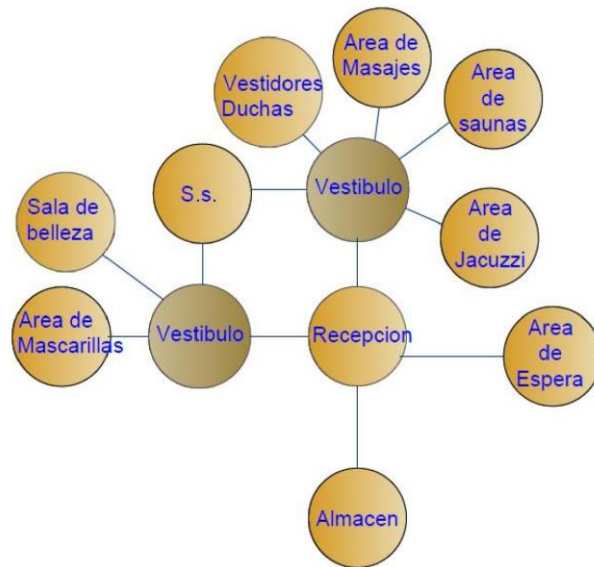 Area de
Masajes
Vestidores
Duchas
Area
de
saunas
S.s.
Vestibulo
Sala de
belleza
Area
de
Jacuzzi
Area de
Mascarillas
Vestibulo
Recepcion
Area
de
Espera
Almacen